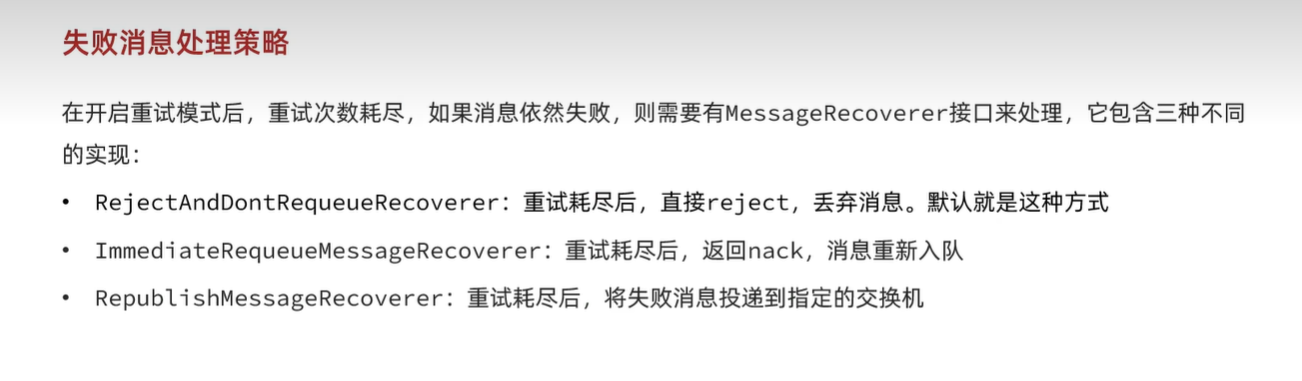 失败消息处理策略
在开启重试模式后，重试次数耗尽，如果消息依然失败，则需要有MessageRecoverer接口来处理，它包含三种不同
的实现：
• RejectAndDontRequeueRecoverer：重试耗尽后，直接reject，丢弃消息。默认就是这种方式
• ImmediateRequeueMessageRecoverer：重试耗尽后，返回nack，消息重新入队
• RepublishMessageRecoverer：重试耗尽后，将失败消息投递到指定的交换机